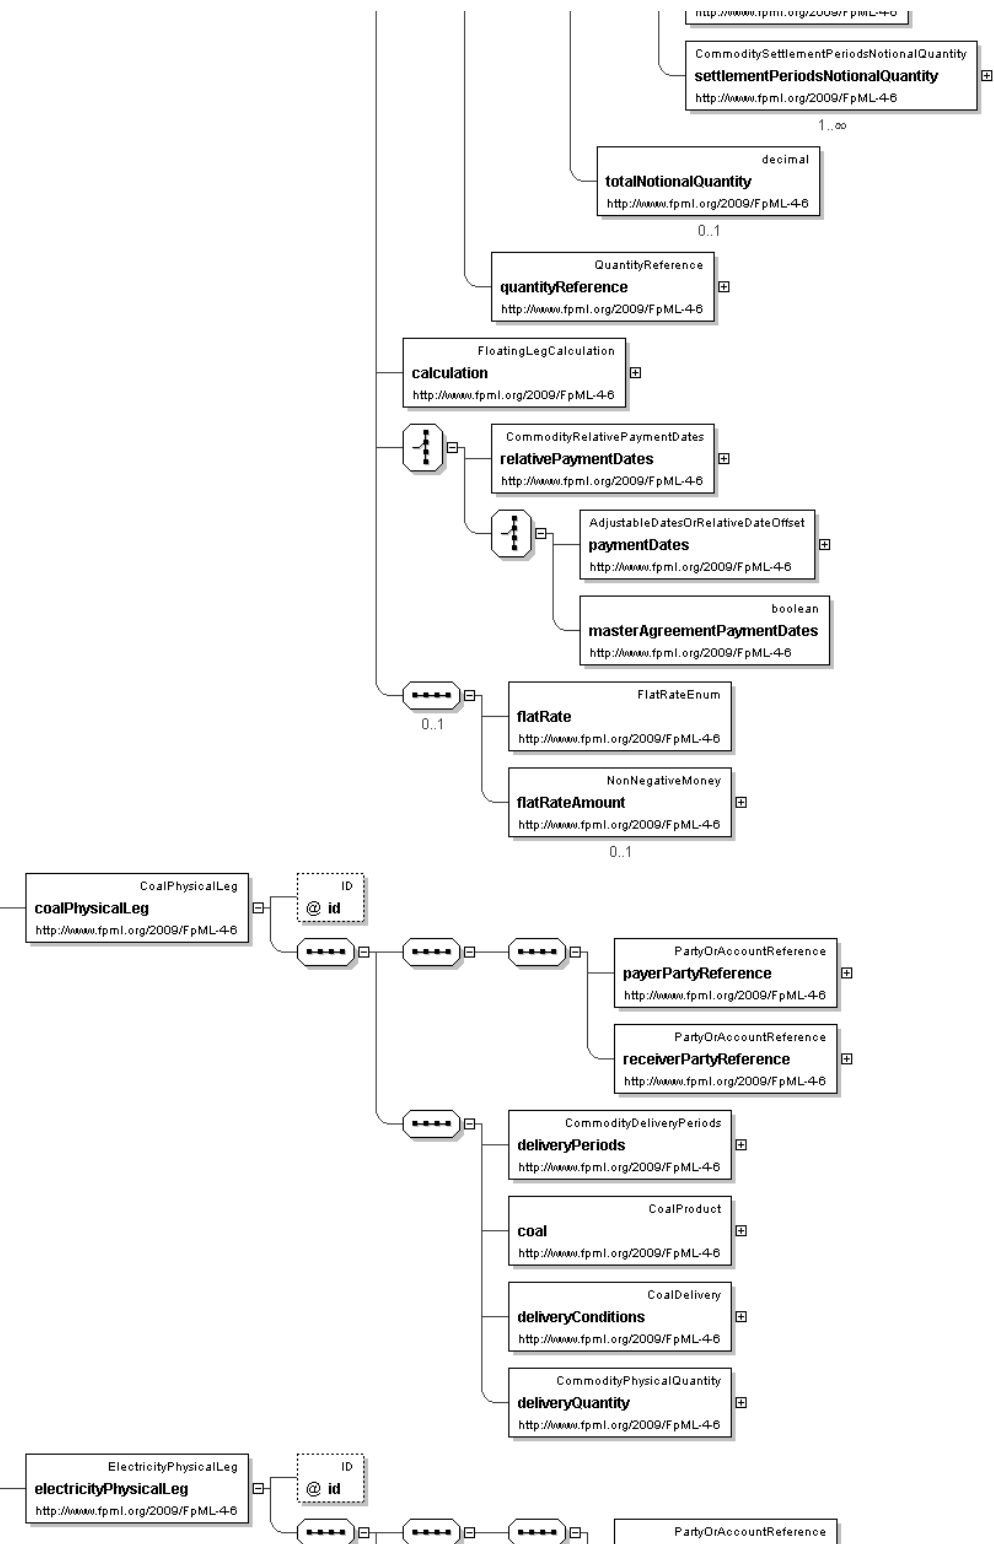 http://www.fpml.org/2009/FpML-4-6
CommoditySettlementPeriodsNotionalQuantity
settlementPeriodsNotionalQuantity
http://www.fpml.org/2009/FpML-4-6
1..∞
decimal
totalNotionalQuantity
http://www.fpml.org/2009/FpML-4-6
0..1
QuantityReference
quantityReference
http://www.fpml.org/2009/FpML-4-6
FloatingLegCalculation
calculation
http://www.fpml.org/2009/FpML-4-6
CommodityRelativePaymentDates
relativePaymentDates
http://www.fpml.org/2009/FpML-4-6
AdjustableDatesOrRelativeDateOffset
paymentDates
http://www.fpml.org/2009/FpML-4-6
boolean
masterAgreementPaymentDates
http://www.fpml.org/2009/FpML-4-6
FlatRateEnum
flatRate
http://www.fpml.org/2009/FpML-4-6
0..1
NonNegativeMoney
flatRateAmount
http://www.fpml.org/2009/FpML-4-6
0..1
CoalPhysicalLeg
coalPhysicalLeg
http://www.fpml.org/2009/FpML-4-6
ID
@ id
PartyOrAccountReference
payerPartyReference
http://www.fpml.org/2009/FpML-4-6
PartyOrAccountReference
receiverPartyReference
http://www.fpml.org/2009/FpML-4-6
CommodityDeliveryPeriods
deliveryPeriods
http://www.fpml.org/2009/FpML-4-6
CoalProduct
coal
http://www.fpml.org/2009/FpML-4-6
CoalDelivery
deliveryConditions
http://www.fpml.org/2009/FpML-4-6
CommodityPhysicalQuantity
deliveryQuantity
http://www.fpml.org/2009/FpML-4-6
ElectricityPhysicalLeg
electricityPhysicalLeg
http://www.fpml.org/2009/FpML-4-6
ID
@ id
PartyOrAccountReference